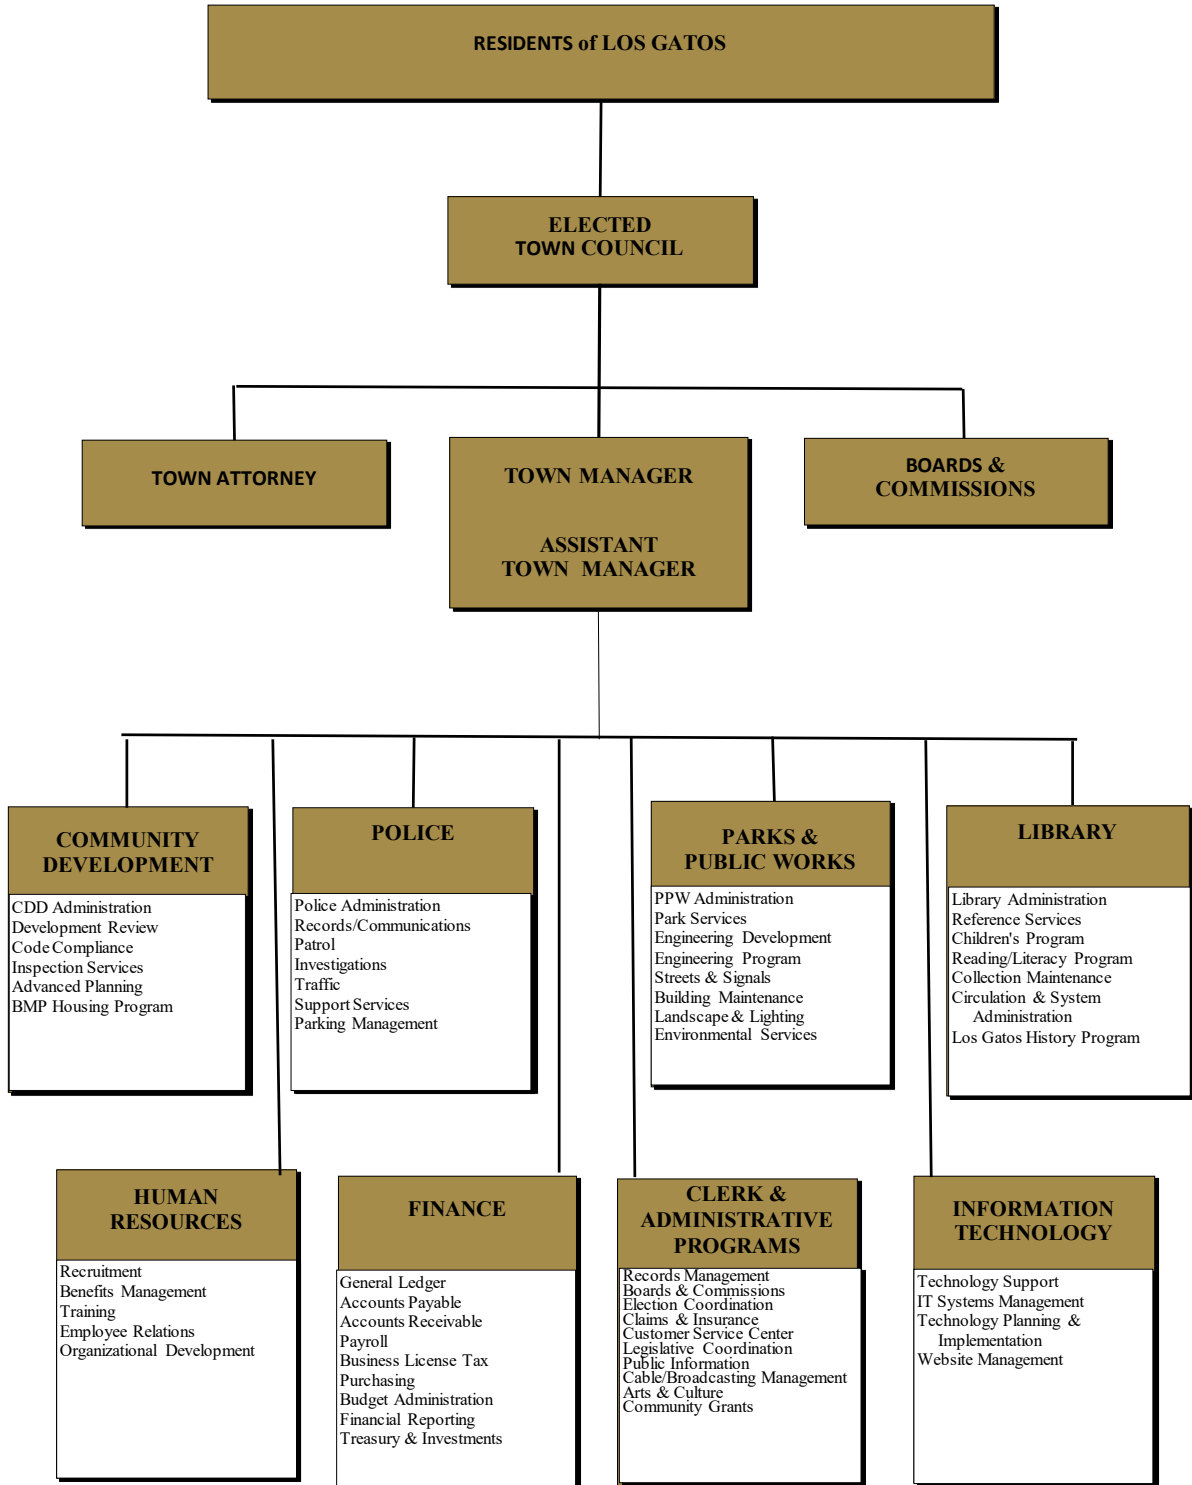 RESIDENTS of LOS GATOS
ELECTED
TOWN COUNCIL
TOWN ATTORNEY
TOWN MANAGER
ASSISTANT
TOWN MANAGER
BOARDS &
COMMISSIONS
COMMUNITY
DEVELOPMENT
CDD Administration
Development Review
Code Compliance
Inspection Services
Advanced Planning
BMP Housing Program
POLICE
Police Administration
Records/Communications
Patrol
Investigations
Traffic
Support Services
Parking Management
PARKS &
PUBLIC WORKS
PPW Administration
Park Services
Engineering Development
Engineering Program
Streets & Signals
Building Maintenance
Landscape & Lighting
Environmental Services
LIBRARY
Library Administration
Reference Services
Children's Program
Reading/Literacy Program
Collection Maintenance
Circulation & System
Administration
Los Gatos History Program
HUMAN
RESOURCES
Recruitment
Benefits Management
Training
Employee Relations
Organizational Development
FINANCE
General Ledger
Accounts Payable
Accounts Receivable
Payroll
Business License Tax
Purchasing
Budget Administration
Financial Reporting
Treasury & Investments
CLERK &
ADMINISTRATIVE
PROGRAMS
Records Management
Boards & Commissions
Election Coordination
Claims & Insurance
Customer Service Center
Legislative Coordination
Public Information
Cable/Broadcasting Management
Arts & Culture
Community Grants
INFORMATION
TECHNOLOGY
Technology Support
IT Systems Management
Technology Planning &
Implementation
Website Management